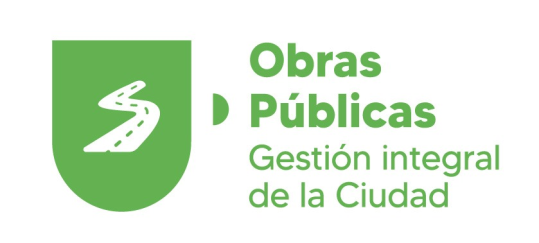 Obras
Públicas
Gestión integral
de la Ciudad